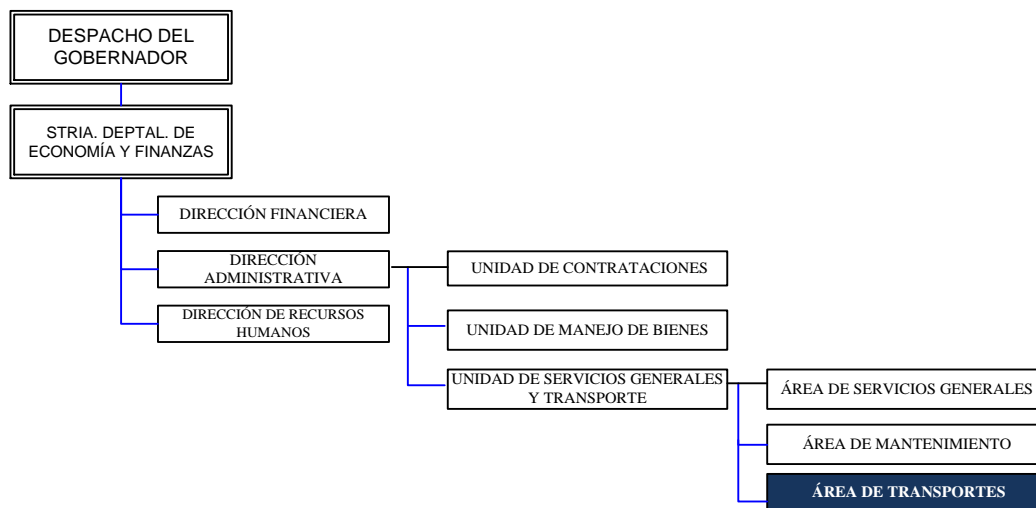 DESPACHO DEL
GOBERNADOR
STRIA. DEPTAL. DE
ECONOMÍA Y FINANZAS
DIRECCIÓN FINANCIERA
DIRECCIÓN
ADMINISTRATIVA
DIRECCIÓN DE RECURSOS
HUMANOS
UNIDAD DE CONTRATACIONES
UNIDAD DE MANEJO DE BIENES
UNIDAD DE SERVICIOS GENERALES
Y TRANSPORTE
ÁREA DE SERVICIOS GENERALES
ÁREA DE MANTENIMIENTO
ÁREA DE TRANSPORTES